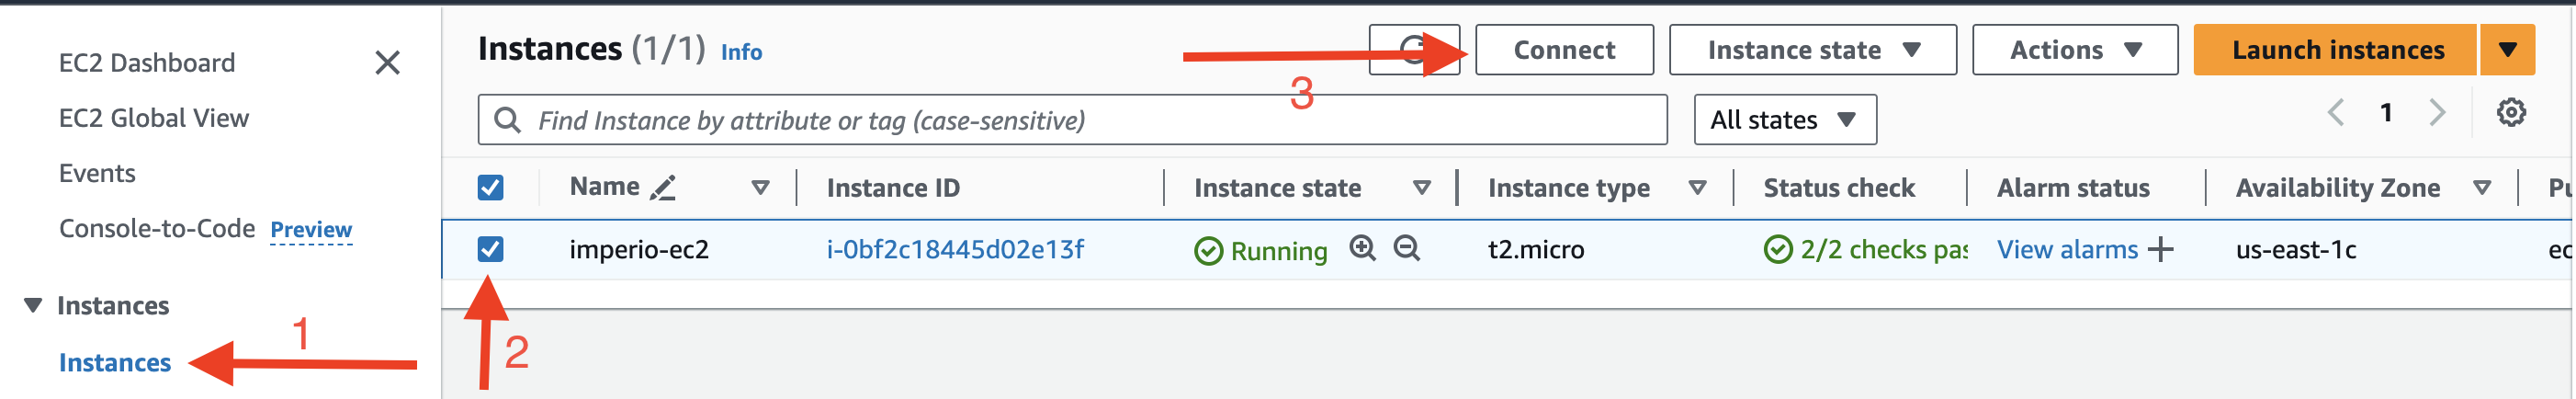 EC2 Dashboard
EC2 Global View
Events
Console-to-Code Preview
Instances
Instances
1
2
3
Instances (1/1) Info
Connect
Instance state
Actions
Launch instances
Find Instance by attribute or tag (case-sensitive)
All states
1
Name Instance ID Instance state Instance type Status check Alarm status Availability Zone Pu
imperio-ec2 i-0bf2c18445d02e13f Running t2.micro 2/2 checks pas View alarms + us-east-1c ec